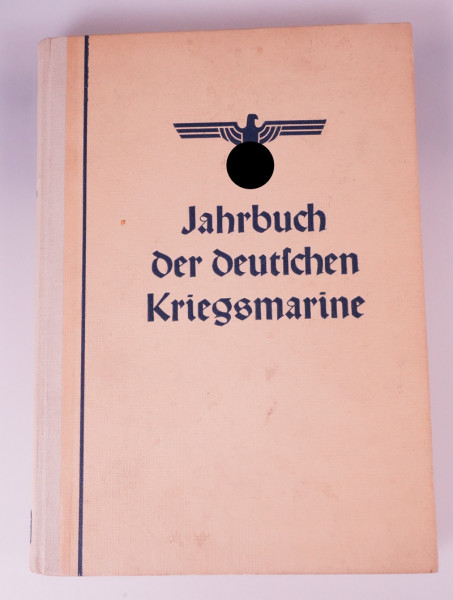 Jahrbuch
der deutſchen
Kriegsmarine